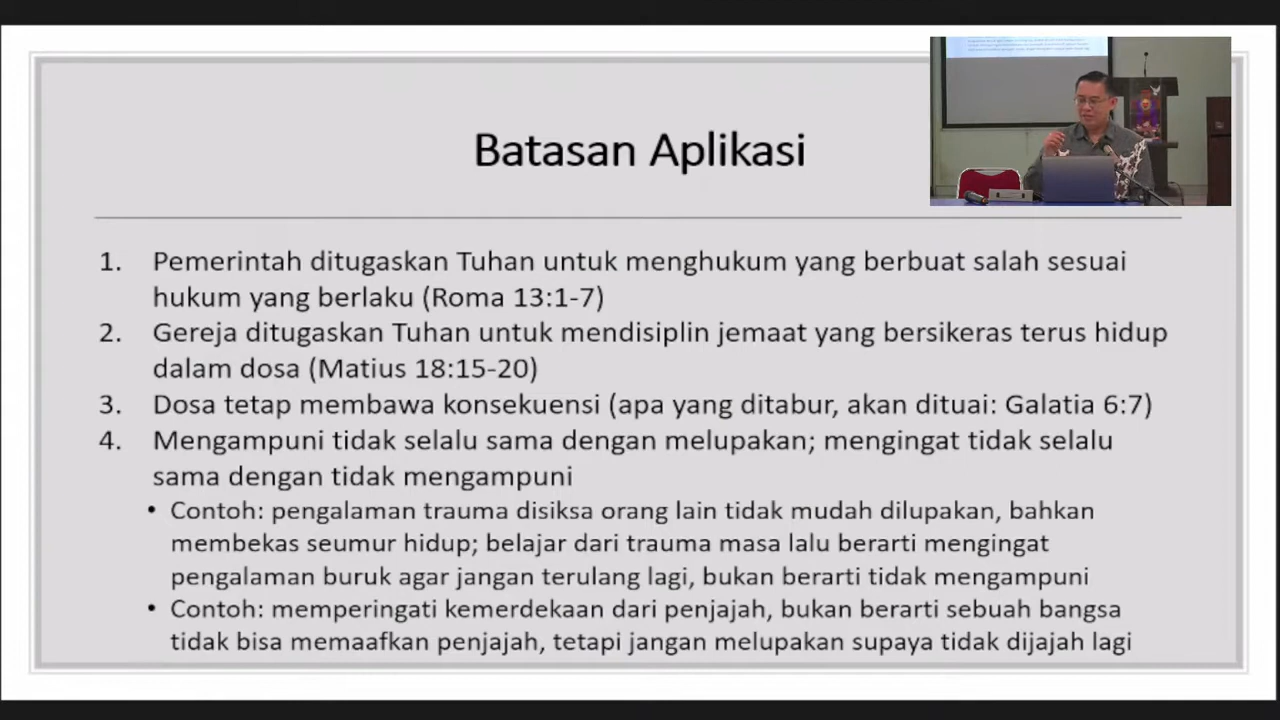 Batasan Aplikasi
1. Pemerintah ditugaskan Tuhan untuk menghukum yang berbuat salah sesuai
hukum yang berlaku (Roma 13:1-7)
2. Gereja ditugaskan Tuhan untuk mendisiplin jemaat yang bersikeras terus hidup
dalam dosa (Matius 18:15-20)
3. Dosa tetap membawa konsekuensi (apa yang ditabur, akan dituai: Galatia 6:7)
4. Mengampuni tidak selalu sama dengan melupakan; mengingat tidak selalu
sama dengan tidak mengampuni
• Contoh: pengalaman trauma disiksa orang lain tidak mudah dilupakan, bahkan
membekas seumur hidup; belajar dari trauma masa lalu berarti mengingat
pengalaman buruk agar jangan terulang lagi, bukan berarti tidak mengampuni
• Contoh: memperingati kemerdekaan dari penjajah, bukan berarti sebuah bangsa
tidak bisa memaafkan penjajah, tetapi jangan melupakan supaya tidak dijajah lagi